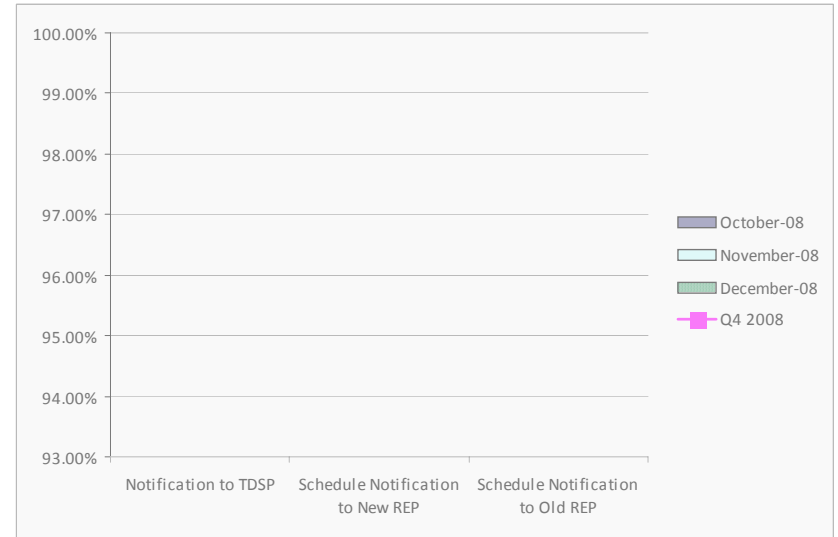 100.00%
99.00%
98.00%
97.00%
96.00%
95.00%
94.00%
93.00%
Notification to TDSP
Schedule Notification
to New REP
Schedule Notification
to Old REP
October-08
November-08
December-08
Q4 2008